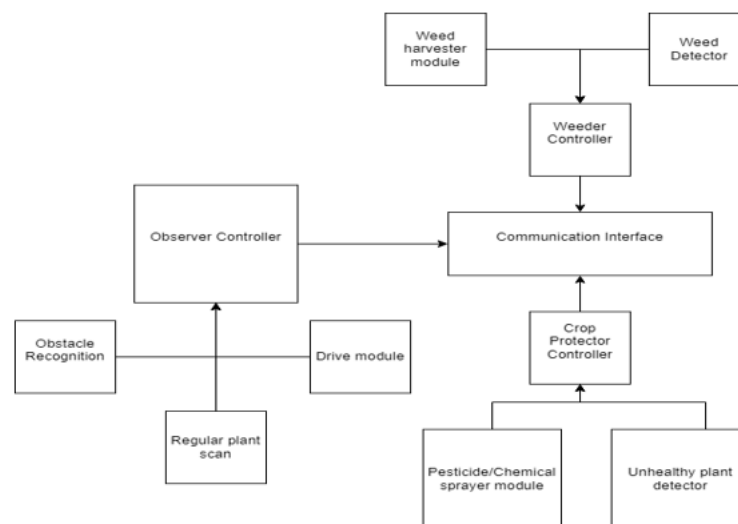 Weed
harvester
module
Weed
Detector
Weeder
Controller
Observer Controller
Communication Interface
Obstacle
Recognition
Drive module
Crop
Protector
Controller
Regular plant
scan
Pesticide/Chemical
sprayer module
Unhealthy plant
detector